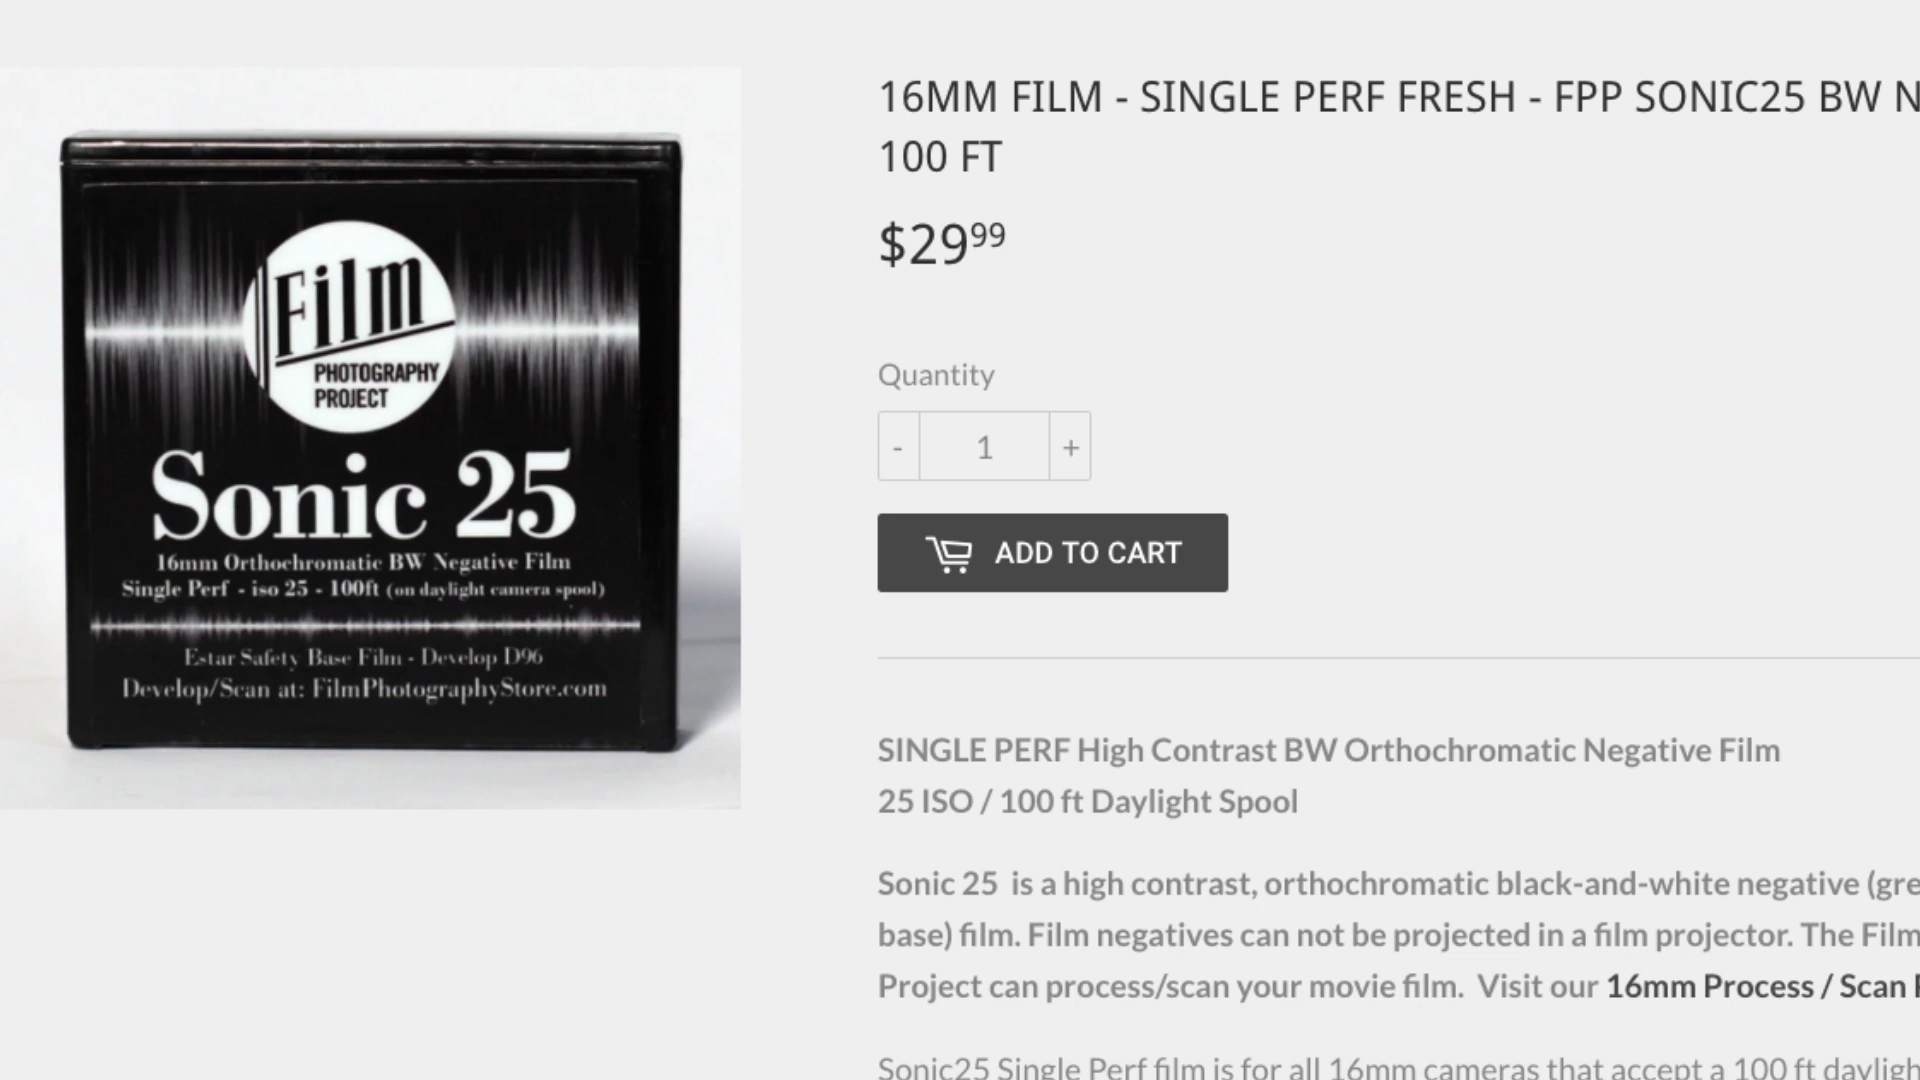 Film
PHOTOGRAPHY
PROJECT
Sonic 25
16mm Orthochromatic BW Negative Film
Single Perf - iso 25 - 100ft (on daylight camera spool)
Estar Safety Base Film - Develop D96
Develop/Scan at: FilmPhotographyStore.com
16MM FILM - SINGLE PERF FRESH - FPP SONIC25 BW N
100 FT
$29.99
Quantity
- 1 +
ADD TO CART
SINGLE PERF High Contrast BW Orthochromatic Negative Film
25 ISO / 100 ft Daylight Spool
Sonic 25 is a high contrast, orthochromatic black-and-white negative (gre
base) film. Film negatives can not be projected in a film projector. The Film
Project can process/scan your movie film. Visit our 16mm Process / Scan
Sonic25 Single Perf film is for all 16mm cameras that accept a 100 ft dayligh